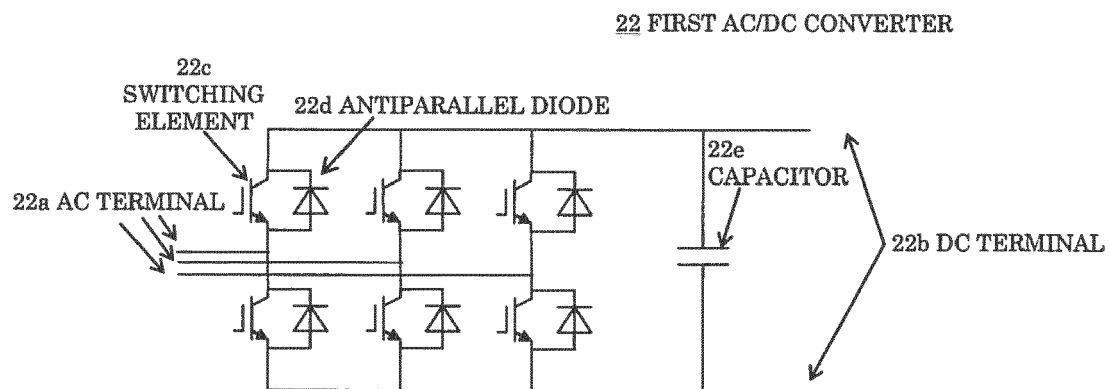 22 FIRST AC/DC CONVERTER
22c
SWITCHING
ELEMENT
22d ANTIPARALLEL DIODE
22e
CAPACITOR
22a AC TERMINAL
22b DC TERMINAL